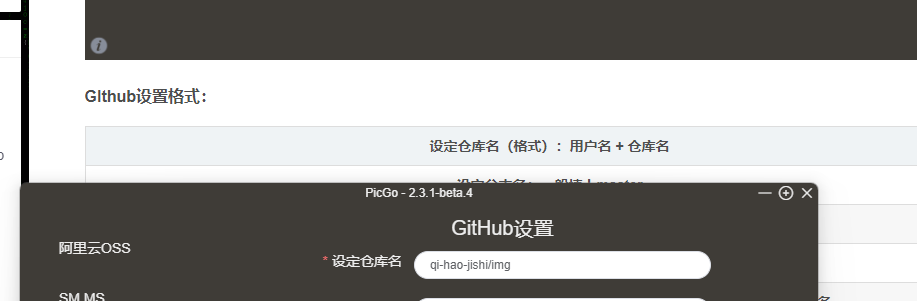 GIthub设置格式：
设定仓库名（格式）：用户名 + 仓库名
PicGo - 2.3.1-beta.4
GitHub设置
阿里云OSS
* 设定仓库名
qi-hao-jishi/img
SM.MS